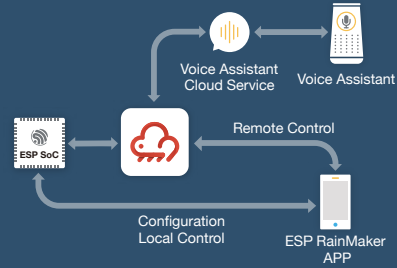 Voice Assistant
Cloud Service
Voice Assistant
ESP SoC
Remote Control
Configuration
Local Control
ESP RainMaker
APP